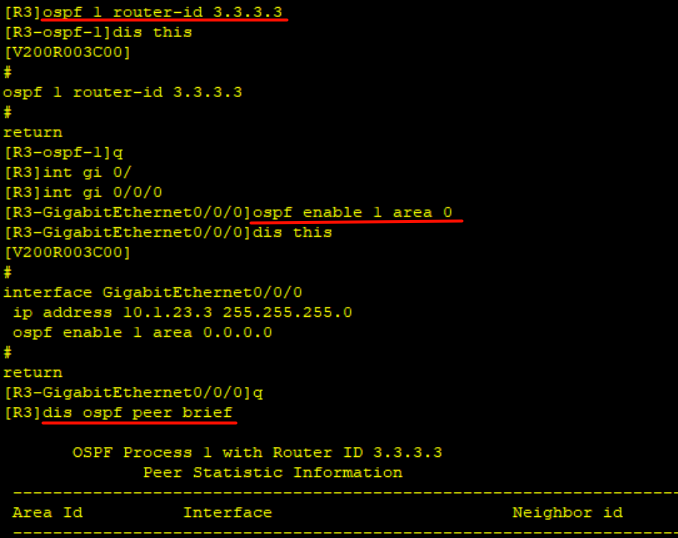 [R3]ospf 1 router-id 3.3.3.3
[R3-ospf-1]dis this
[V200R003C00]
#
ospf 1 router-id 3.3.3.3
#
return
[R3-ospf-1]q
[R3]int gi 0/
[R3]int gi 0/0/0
[R3-GigabitEthernet0/0/0]ospf enable 1 area 0
[R3-GigabitEthernet0/0/0]dis this
[V200R003C00]
#
interface GigabitEthernet0/0/0
 ip address 10.1.23.3 255.255.255.0
 ospf enable 1 area 0.0.0.0
#
return
[R3-GigabitEthernet0/0/0]q
[R3]dis ospf peer brief
OSPF Process 1 with Router ID 3.3.3.3
Peer Statistic Information
----------------------------------------------------------------------------
Area Id Interface Neighbor id
----------------------------------------------------------------------------